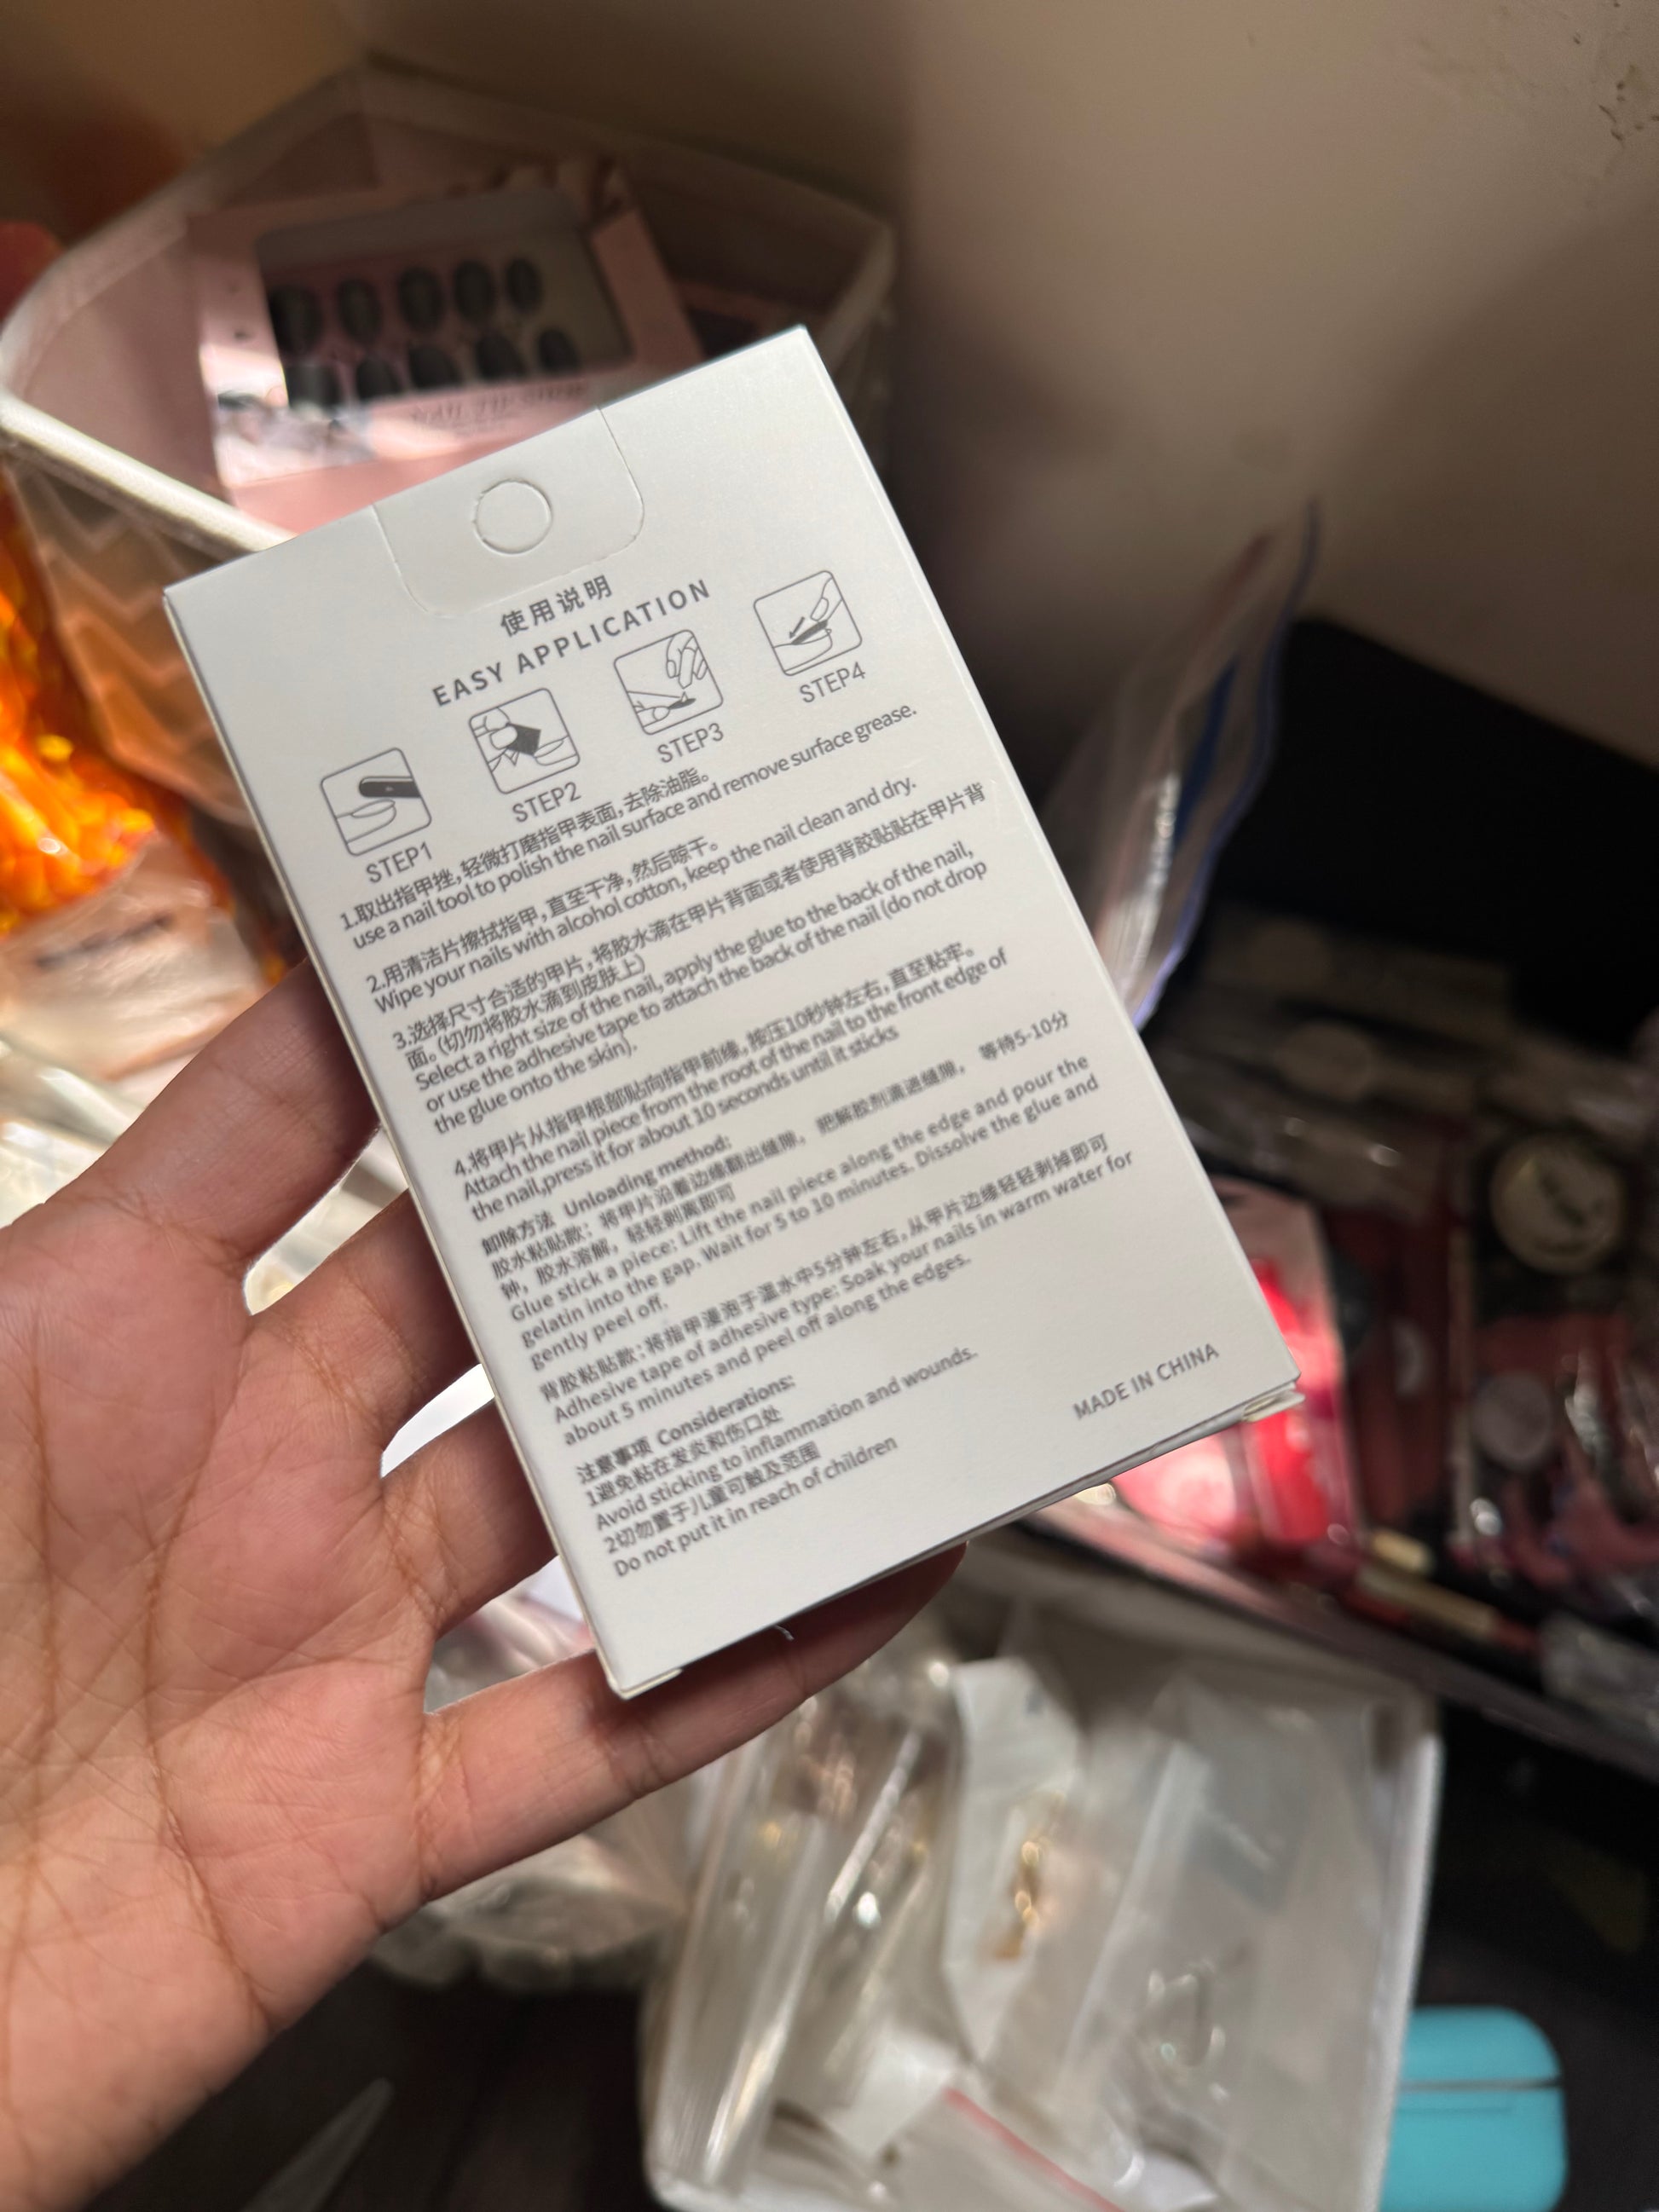 使用说明
EASY APPLICATION
STEP1
STEP2
STEP3
STEP4
1.取出指甲挫,轻微打磨指甲表面,去除油脂。
use a nail tool to polish the nail surface and remove surface grease.
2.用清洁片擦拭指甲,直至干净,然后晾干。
Wipe your nails with alcohol cotton, keep the nail clean and dry.
3.选择尺寸合适的甲片,将胶水滴在甲片背面或者使用背胶贴贴在甲片背
面。(切勿将胶水滴到皮肤上)
Select a right size of the nail, apply the glue to the back of the nail,
or use the adhesive tape to attach the back of the nail (do not drop
the glue onto the skin).
4.将甲片从指甲根部贴向指甲前缘,按压10秒钟左右,直至粘牢。
Attach the nail piece from the root of the nail to the front edge of
the nail,press it for about 10 seconds until it sticks
卸除方法 Unloading method:
胶水粘贴款: 将甲片沿着边缘翻出缝隙, 把解胶剂滴进缝隙, 等待5-10分
钟, 胶水溶解, 轻轻剥离即可
Glue stick a piece: Lift the nail piece along the edge and pour the
gelatin into the gap. Wait for 5 to 10 minutes. Dissolve the glue and
gently peel off.
背胶粘贴款:将指甲浸泡于温水中5分钟左右,从甲片边缘轻轻剥掉即可
Adhesive tape of adhesive type: Soak your nails in warm water for
about 5 minutes and peel off along the edges.
注意事项 Considerations:
1避免粘在发炎和伤口处
Avoid sticking to inflammation and wounds.
2切勿置于儿童可触及范围
Do not put it in reach of children
MADE IN CHINA